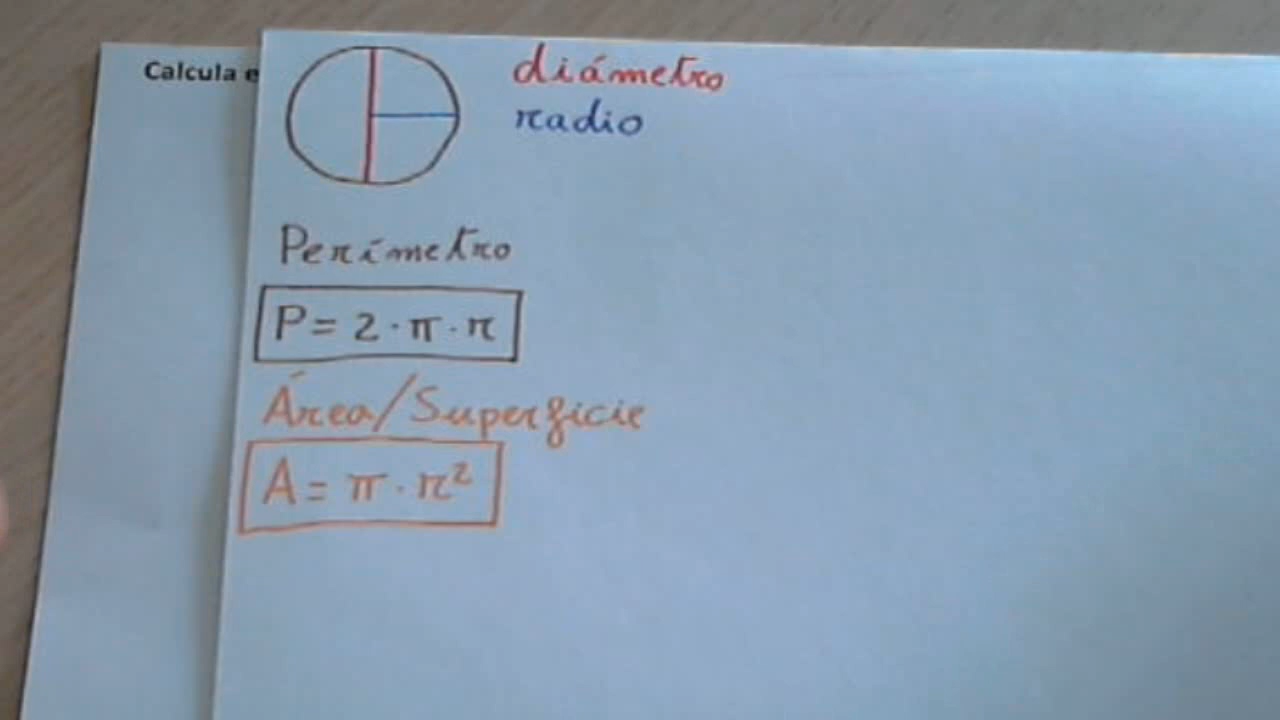 Calcula e
diámetro
radio
Perímetro
P = 2 · π · r
Área/Superficie
A = π · r²